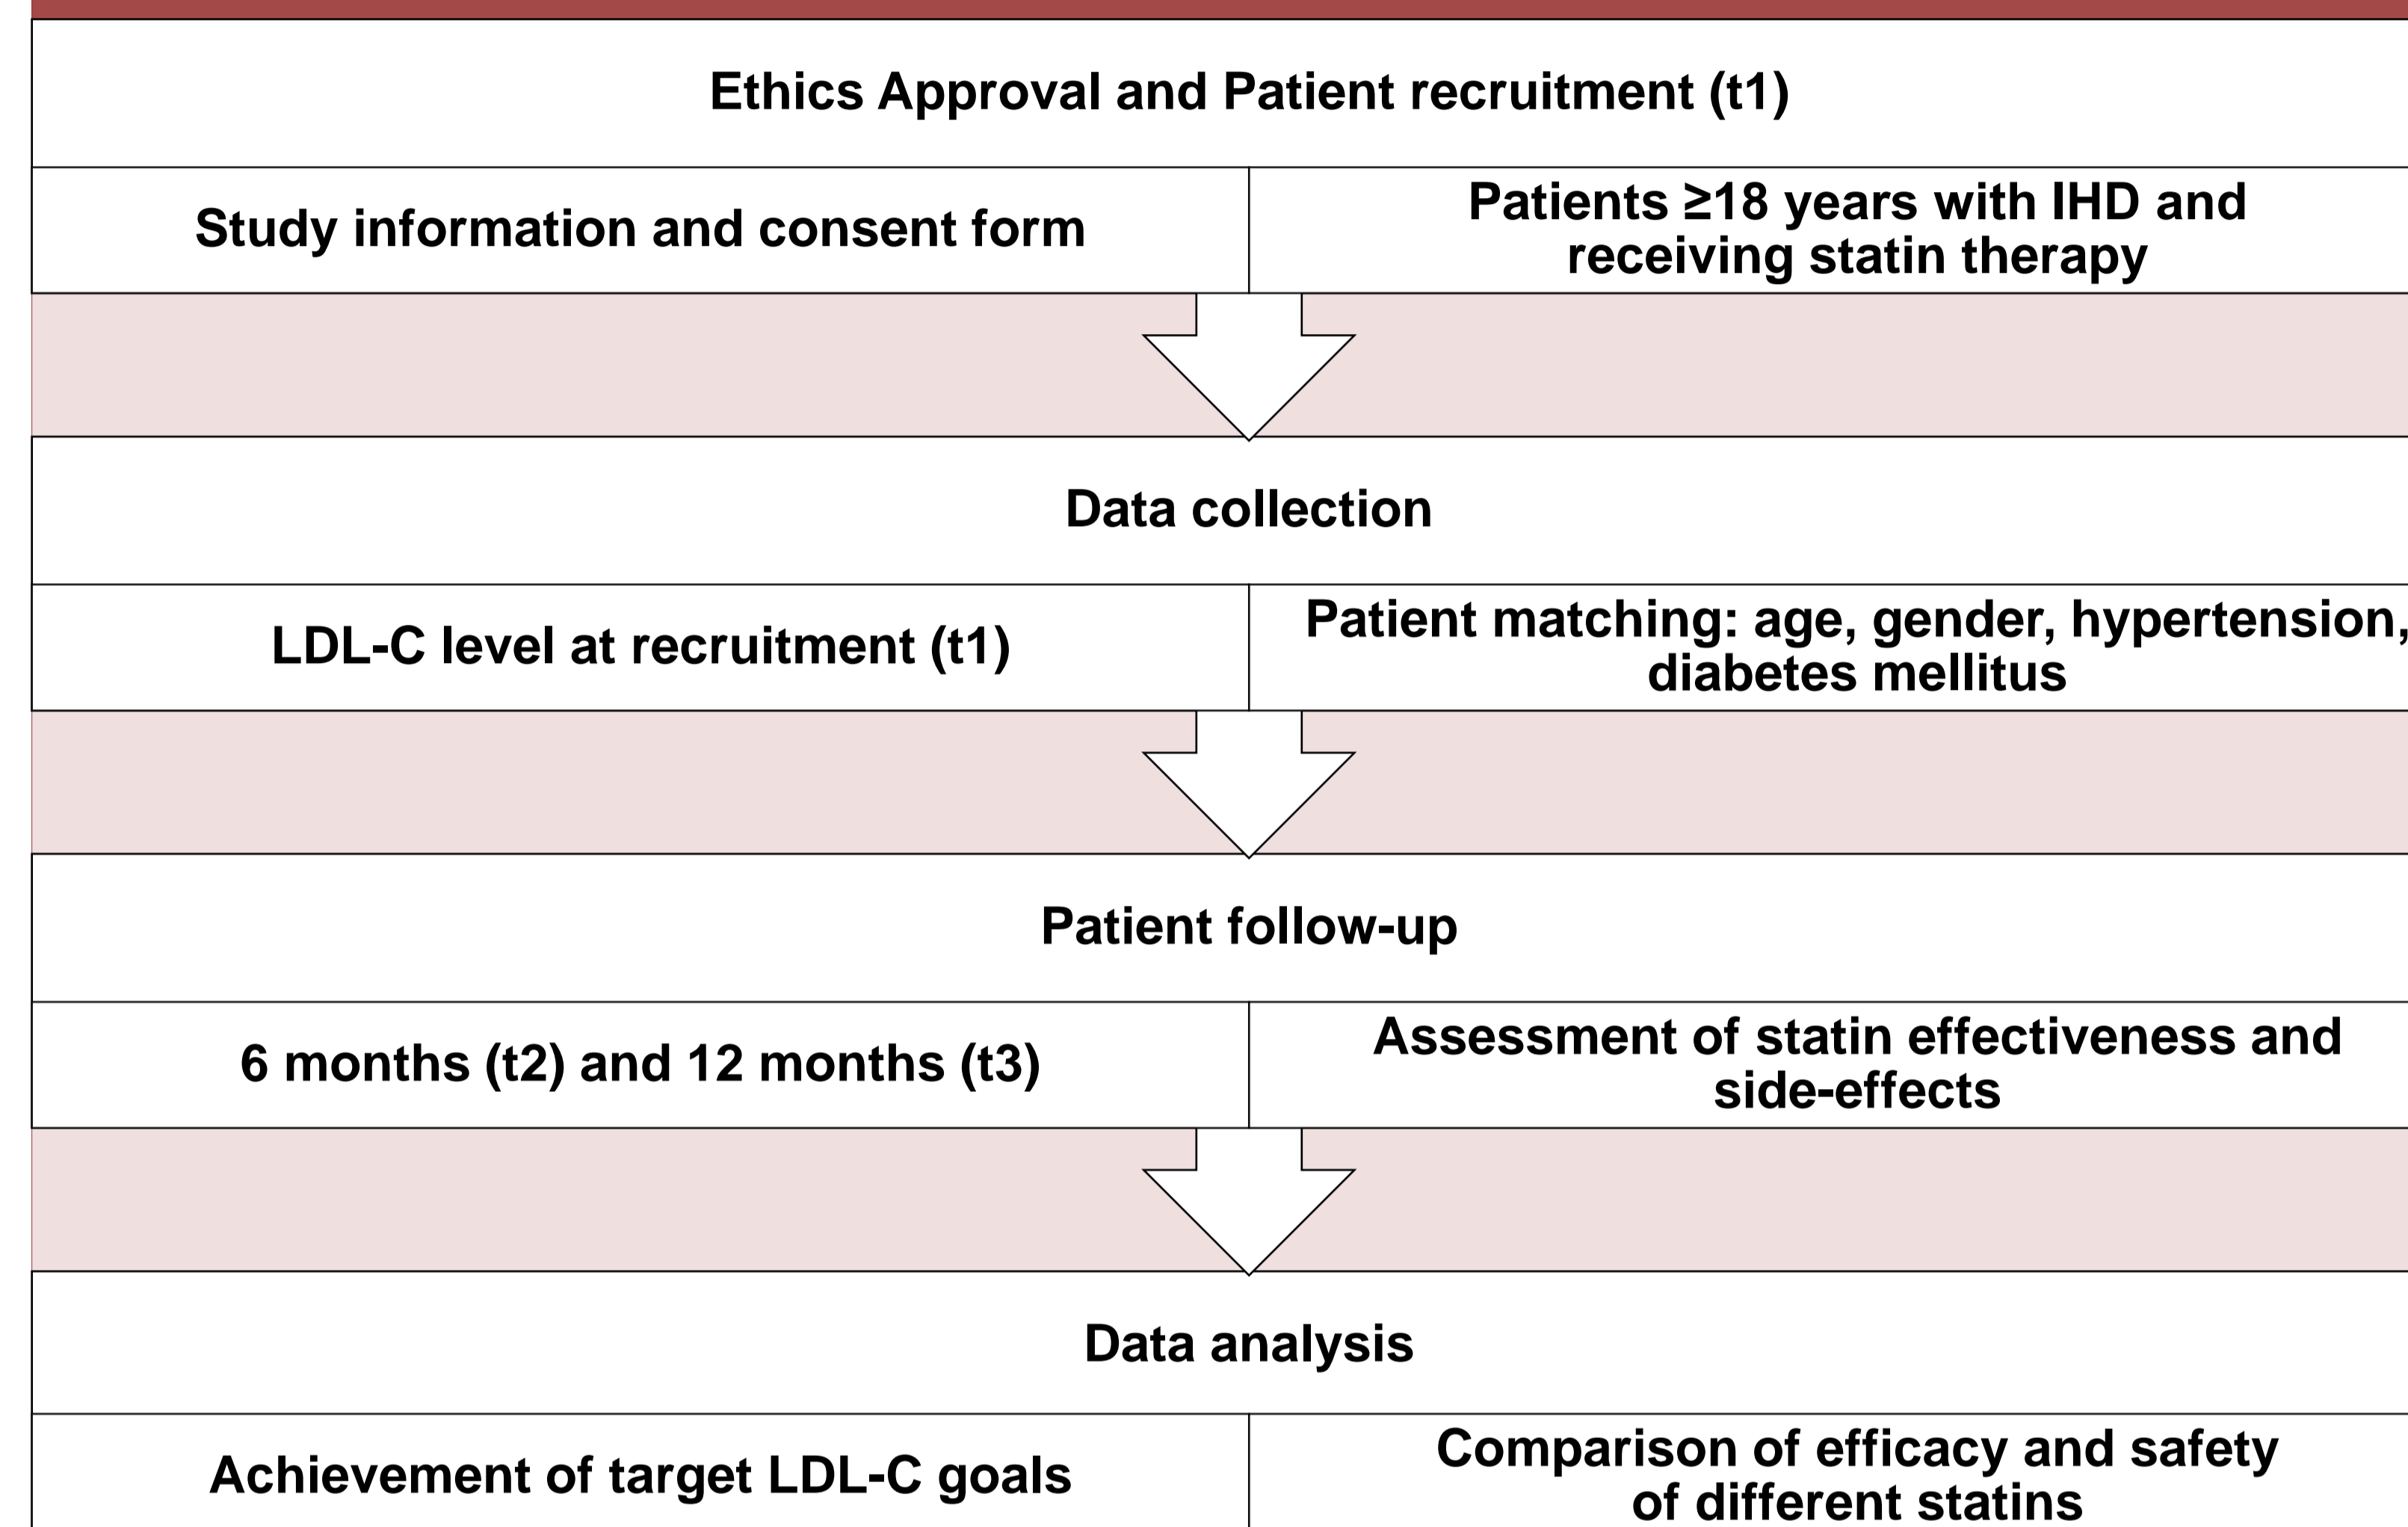 Ethics Approval and Patient recruitment (t1)
Study information and consent form
Patients ≥18 years with IHD and
receiving statin therapy
Data collection
LDL-C level at recruitment (t1)
Patient matching: age, gender, hypertension,
diabetes mellitus
Patient follow-up
6 months (t2) and 12 months (t3)
Assessment of statin effectiveness and
side-effects
Data analysis
Achievement of target LDL-C goals
Comparison of efficacy and safety
of different statins